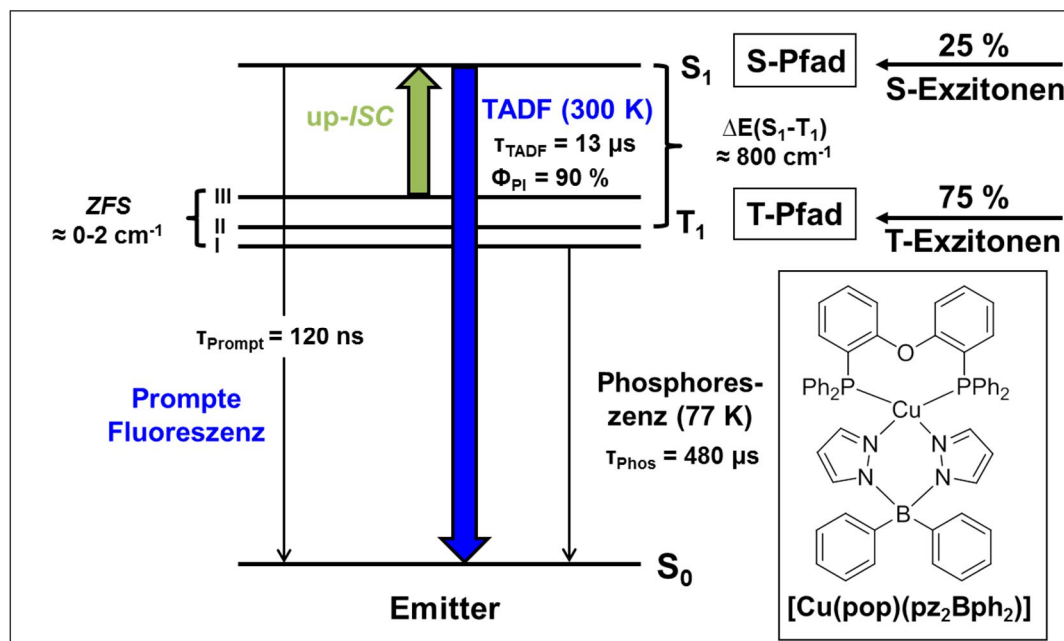 S₁
S-Pfad
25 %
S-Exzitonen
up-ISC
TADF (300 K)
τTADF = 13 µs
ΦPl = 90 %
ΔE(S₁-T₁)
≈ 800 cm⁻¹
ZFS
≈ 0-2 cm⁻¹
III
II
I
T₁
T-Pfad
75 %
T-Exzitonen
τPrompt = 120 ns
Prompte
Fluoreszenz
Phosphores-
zenz (77 K)
τPhos = 480 µs
S₀
Emitter
O
Ph₂P
PPh₂
Cu
N
N
N
N
B
[Cu(pop)(pz₂Bph₂)]